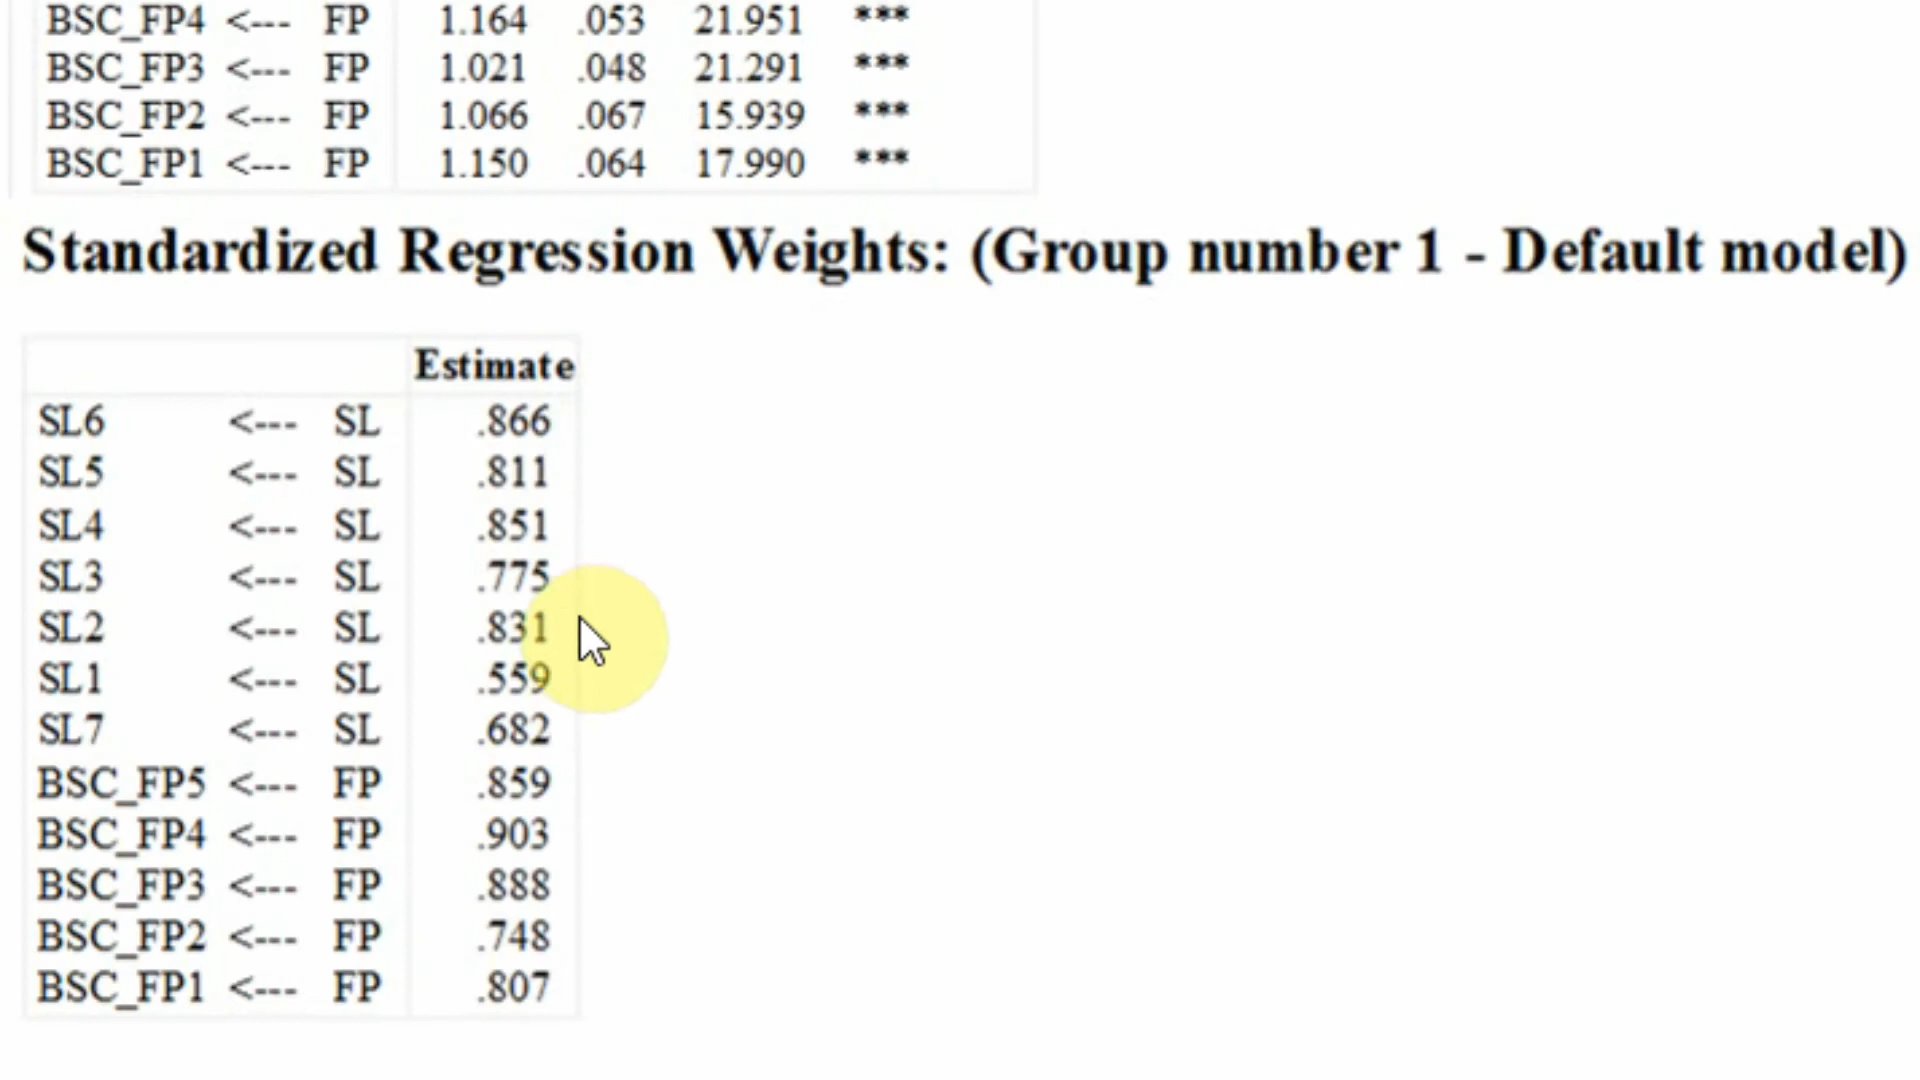 BSC_FP4 <--- FP 1.164 .053 21.951 ***
BSC_FP3 <--- FP 1.021 .048 21.291 ***
BSC_FP2 <--- FP 1.066 .067 15.939 ***
BSC_FP1 <--- FP 1.150 .064 17.990 ***
Standardized Regression Weights: (Group number 1 - Default model)
Estimate
SL6 <--- SL .866
SL5 <--- SL .811
SL4 <--- SL .851
SL3 <--- SL .775
SL2 <--- SL .831
SL1 <--- SL .559
SL7 <--- SL .682
BSC_FP5 <--- FP .859
BSC_FP4 <--- FP .903
BSC_FP3 <--- FP .888
BSC_FP2 <--- FP .748
BSC_FP1 <--- FP .807